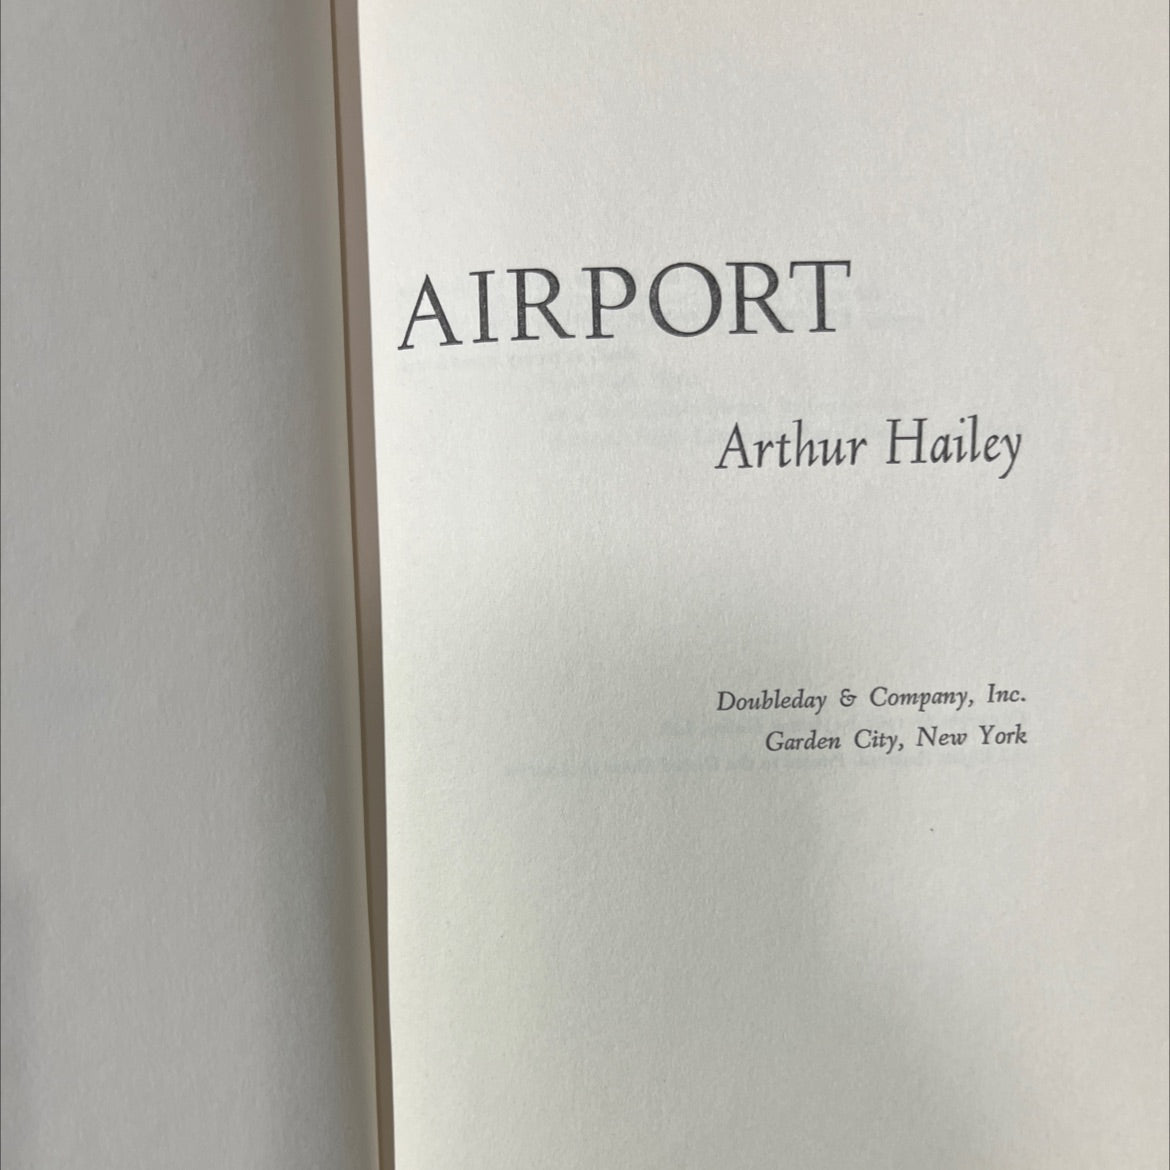 AIRPORT
Arthur Hailey
Doubleday & Company, Inc.
Garden City, New York